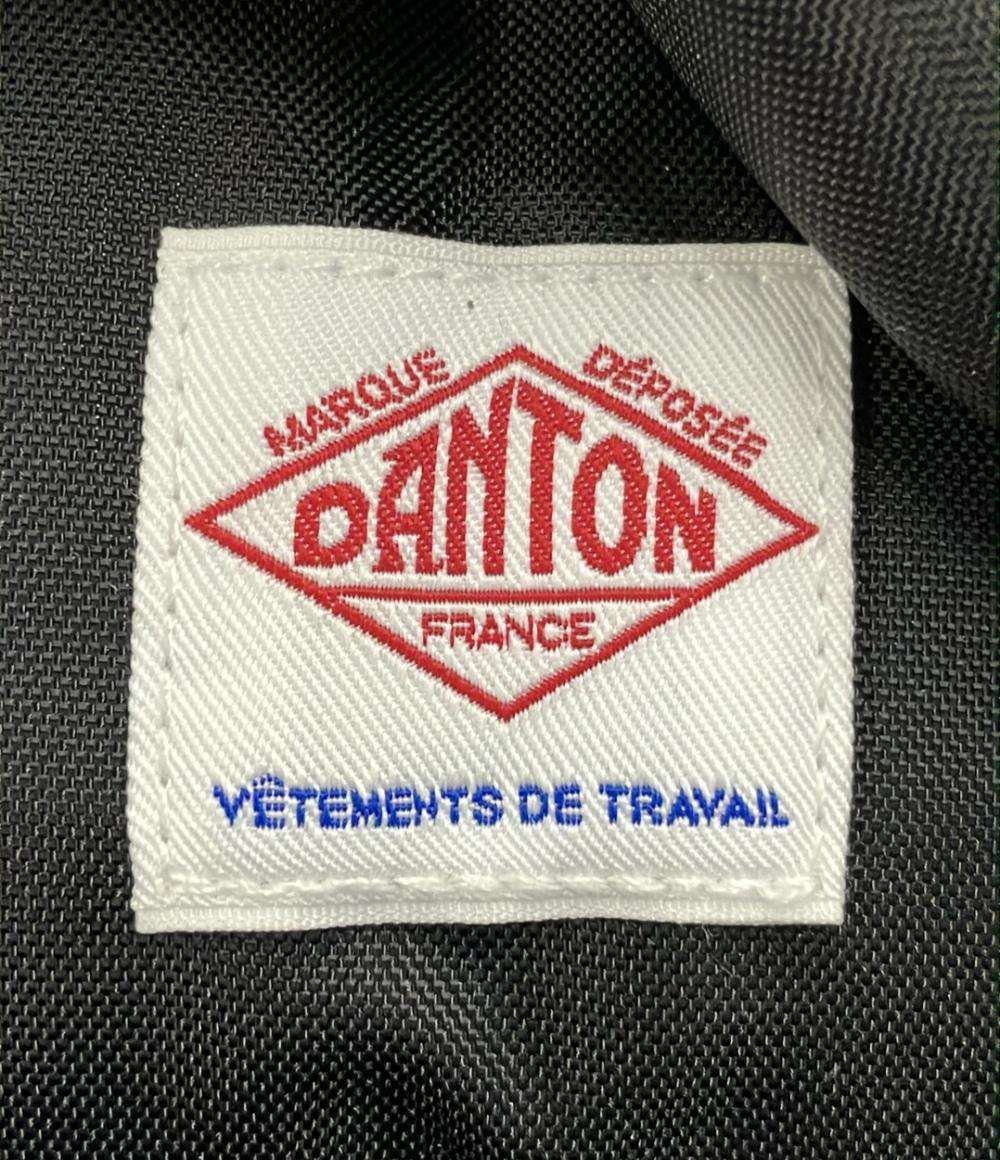 MARQUE DÉPOSÉE
DANTON
FRANCE
VÊTEMENTS DE TRAVAIL